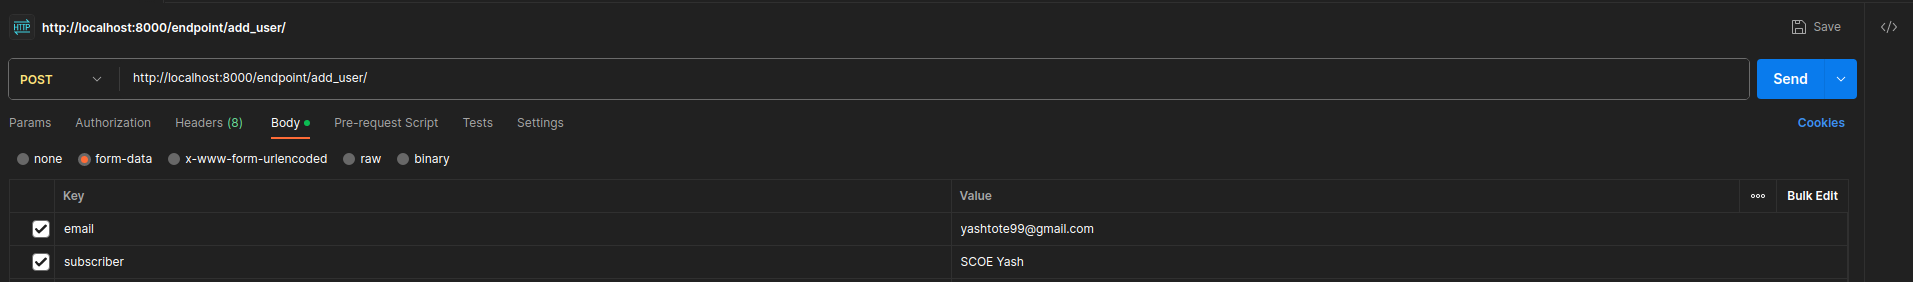 HTTP http://localhost:8000/endpoint/add_user/ Save </>
POST http://localhost:8000/endpoint/add_user/ Send
Params Authorization Headers (8) Body Pre-request Script Tests Settings Cookies
none form-data x-www-form-urlencoded raw binary
Key Value ooo Bulk Edit
email yashtote99@gmail.com
subscriber SCOE Yash